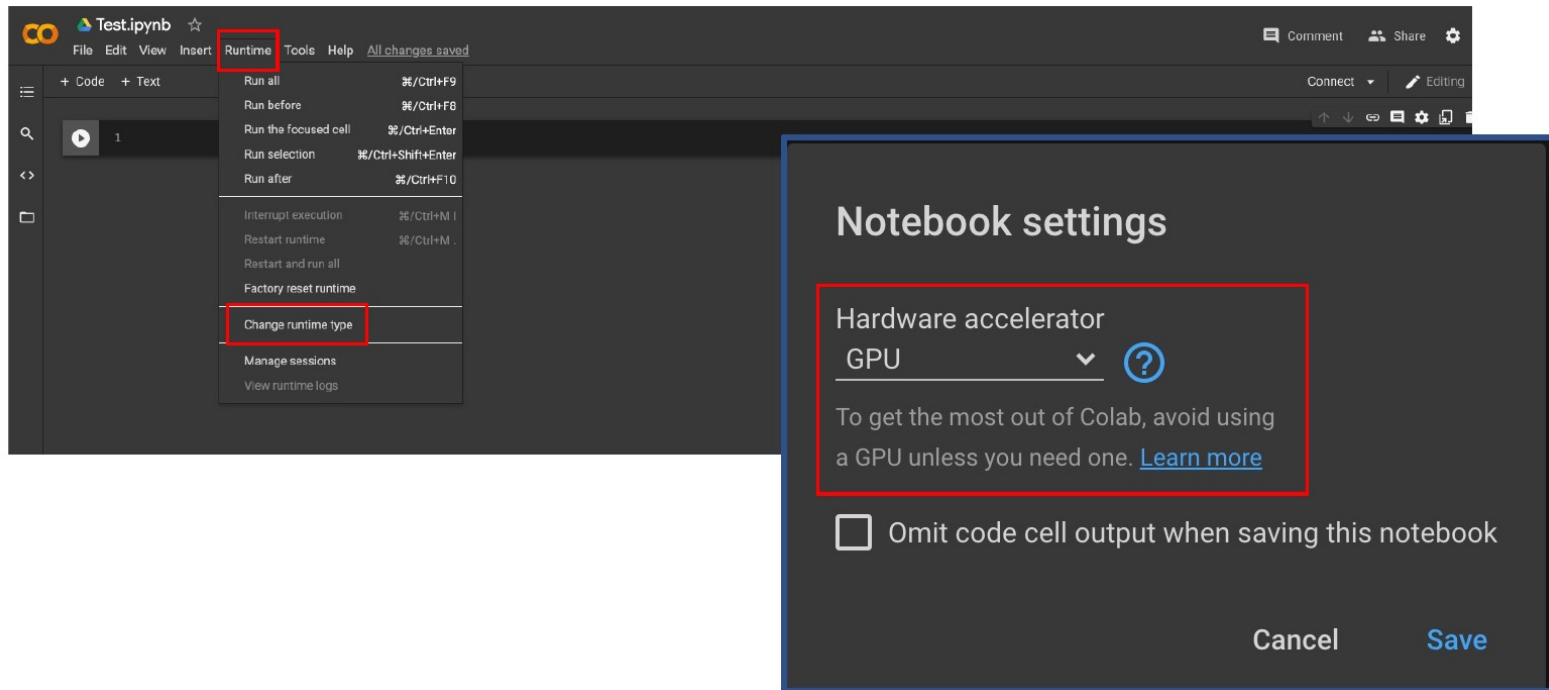 Test.ipynb
File Edit View Insert Runtime Tools Help All changes saved
Comment Share
+ Code + Text
Connect Editing
1
Run all ⌘/Ctrl+F9
Run before ⌘/Ctrl+F8
Run the focused cell ⌘/Ctrl+Enter
Run selection ⌘/Ctrl+Shift+Enter
Run after ⌘/Ctrl+F10
Interrupt execution ⌘/Ctrl+M I
Restart runtime ⌘/Ctrl+M .
Restart and run all
Factory reset runtime
Change runtime type
Manage sessions
View runtime logs
Notebook settings
Hardware accelerator
GPU ?
To get the most out of Colab, avoid using
a GPU unless you need one. Learn more
Omit code cell output when saving this notebook
Cancel Save